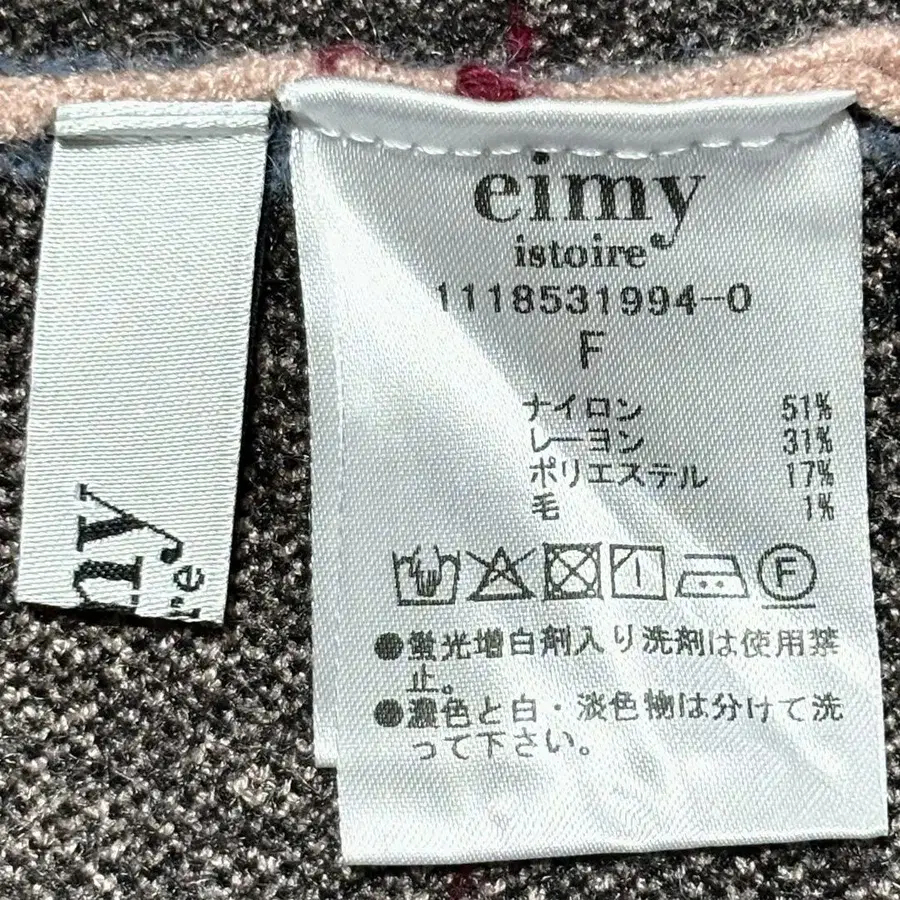 eimy
istoire
1118531994-0
F
ナイロン 51%
レーヨン 31%
ポリエステル 17%
毛 1%
F
●蛍光増白剤入り洗剤は使用禁
止。
●濃色と白・淡色物は分けて洗
って下さい。
my
re